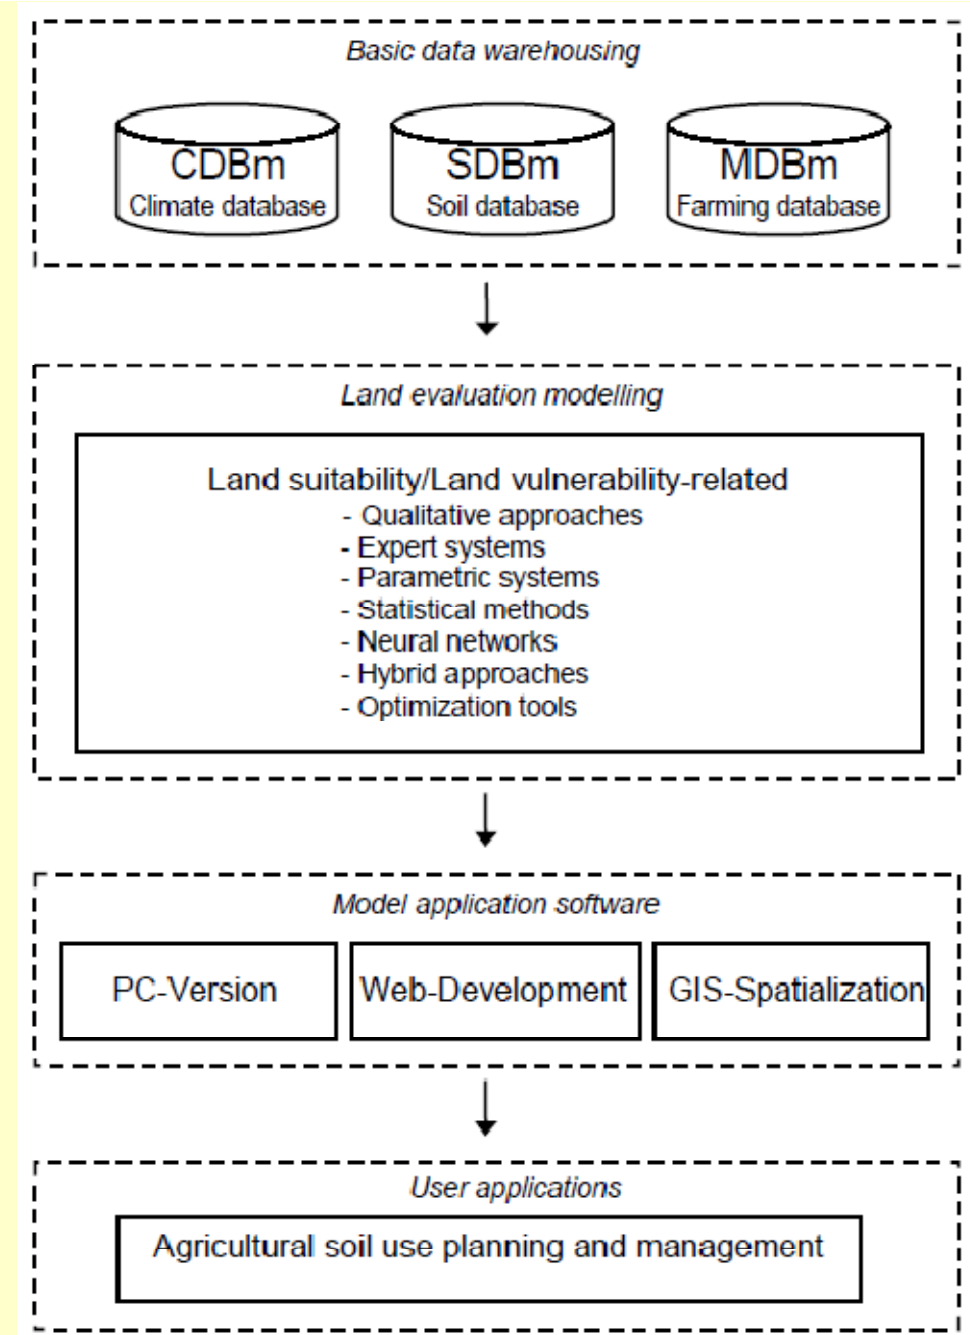 Basic data warehousing
CDBm
Climate database
SDBm
Soil database
MDBm
Farming database
Land evaluation modelling
Land suitability/Land vulnerability-related
- Qualitative approaches
- Expert systems
- Parametric systems
- Statistical methods
- Neural networks
- Hybrid approaches
- Optimization tools
Model application software
PC-Version
Web-Development
GIS-Spatialization
User applications
Agricultural soil use planning and management